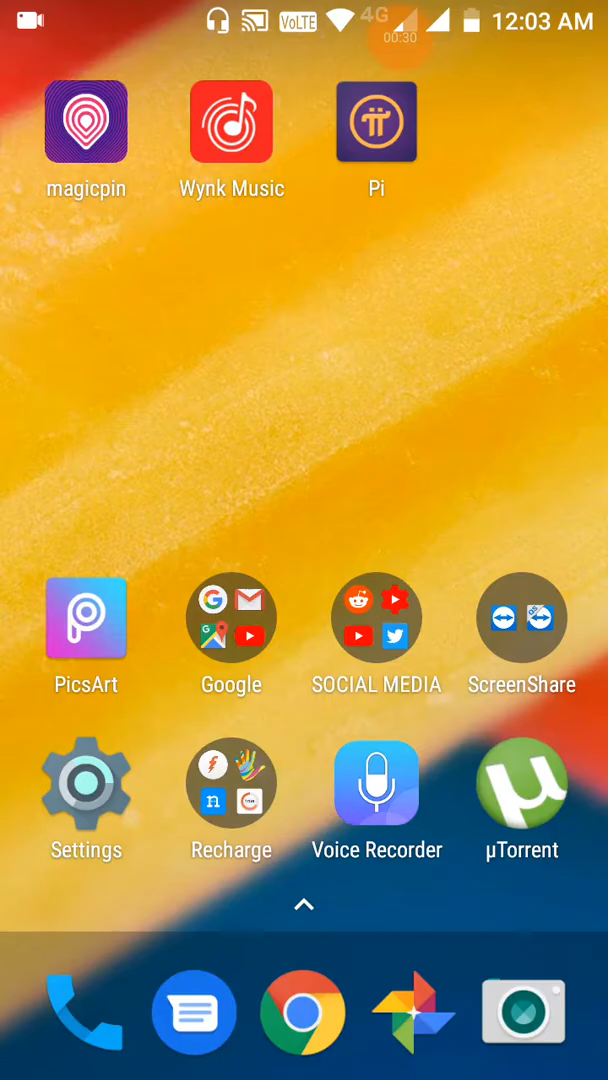 VoLTE 4G 12:03 AM
00:30
magicpin Wynk Music Pi
PicsArt Google SOCIAL MEDIA ScreenShare
Settings Recharge Voice Recorder µTorrent